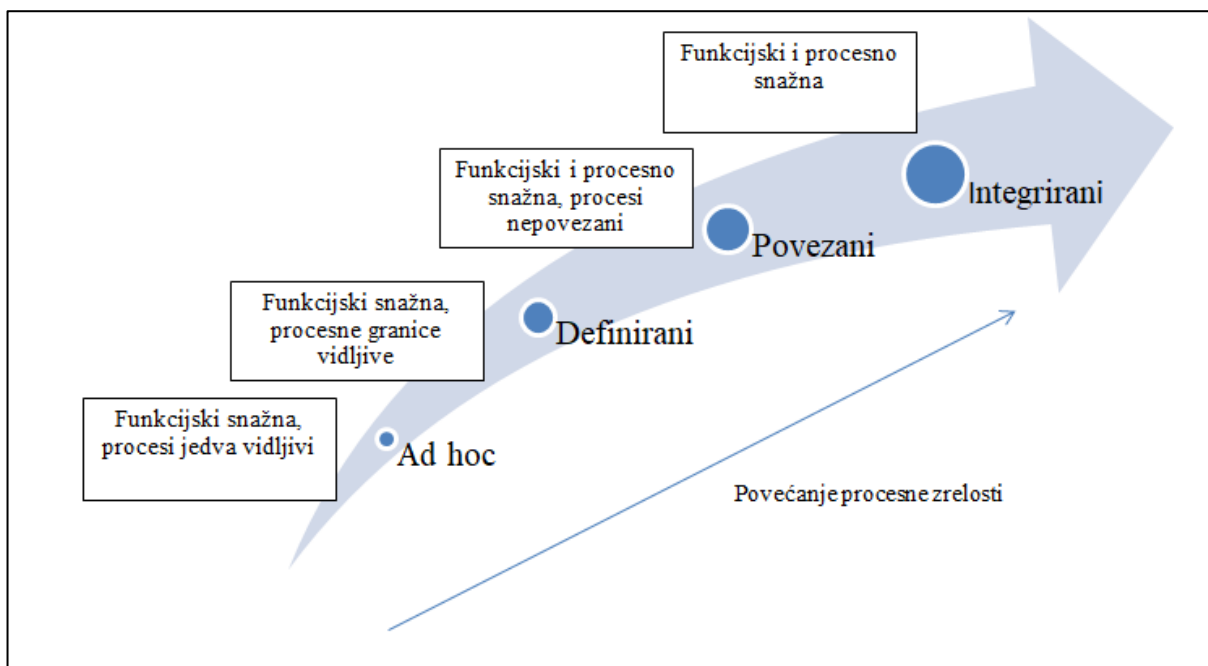 Funkcijski i procesno
snažna
Funkcijski i procesno
snažna, procesi
nepovezani
Integrirani
Povezani
Funkcijski snažna,
procesne granice
vidljive
Definirani
Funkcijski snažna,
procesi jedva vidljivi
Ad hoc
Povećanje procesne zrelosti